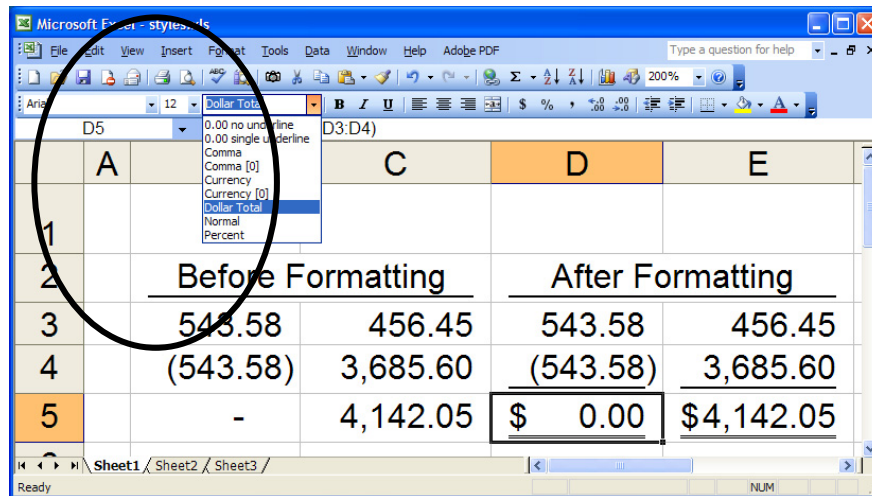 Microsoft Excel - styles.xls
File Edit View Insert Format Tools Data Window Help Adobe PDF Type a question for help
200%
12 Dollar Total B I U $ % ,
D5 D3:D4)
0.00 no underline
0.00 single underline
Comma
Comma [0]
Currency
Currency [0]
Dollar Total
Normal
Percent
A C D E
1
2 Before Formatting After Formatting
3 543.58 456.45 543.58 456.45
4 (543.58) 3,685.60 (543.58) 3,685.60
5 - 4,142.05 $ 0.00 $4,142.05
Sheet1 Sheet2 Sheet3
Ready NUM